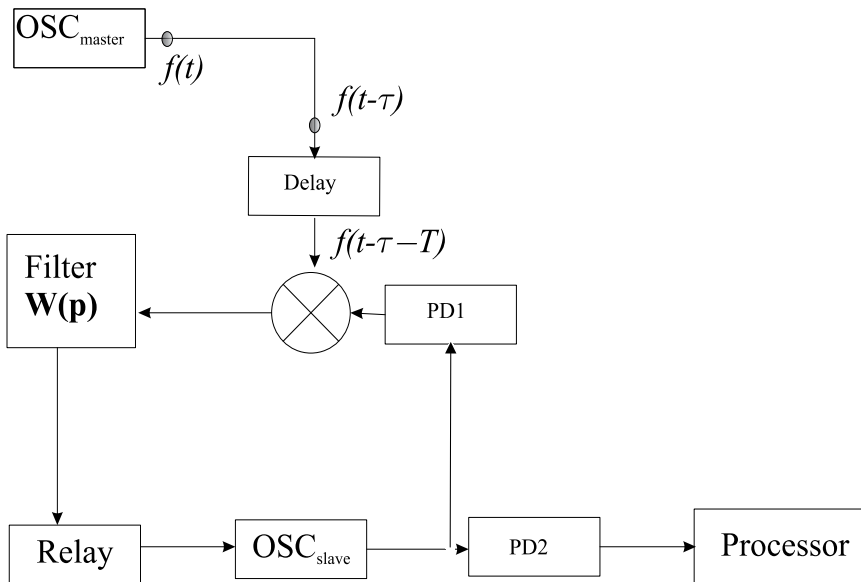 OSCmaster
f(t)
f(t-τ)
Delay
f(t-τ–T)
Filter
W(p)
PD1
Relay
OSCslave
PD2
Processor